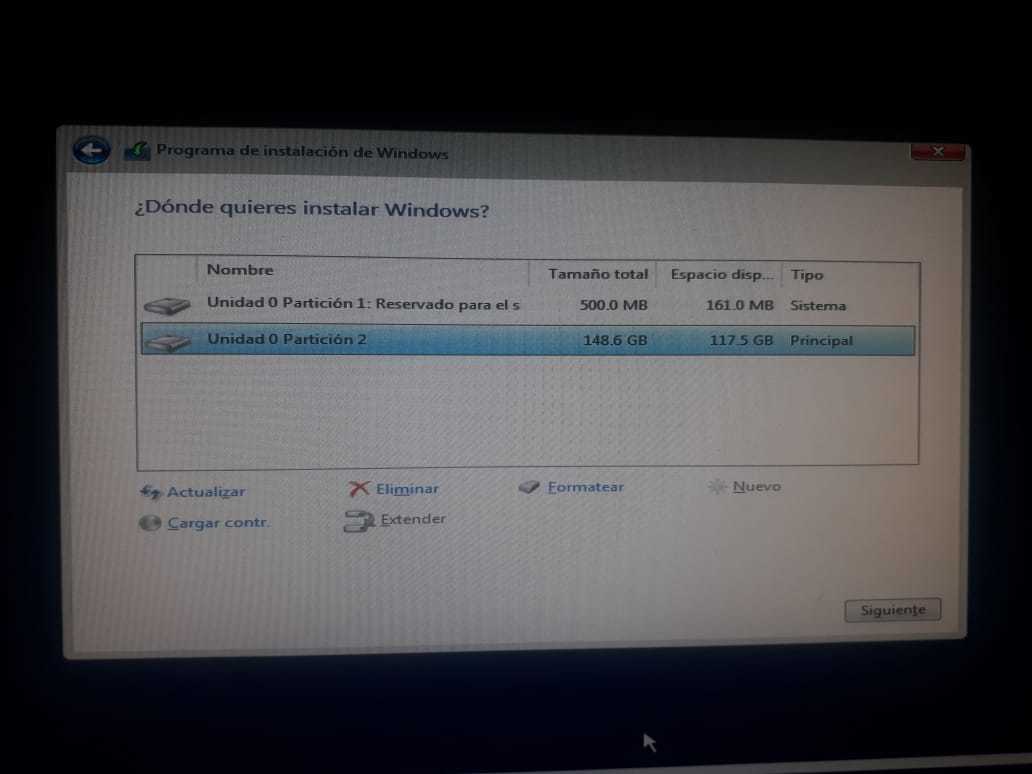 Programa de instalación de Windows
¿Dónde quieres instalar Windows?
Nombre Tamaño total Espacio disp... Tipo
Unidad 0 Partición 1: Reservado para el s 500.0 MB 161.0 MB Sistema
Unidad 0 Partición 2 148.6 GB 117.5 GB Principal
Actualizar Eliminar Formatear Nuevo
Cargar contr. Extender
Siguiente